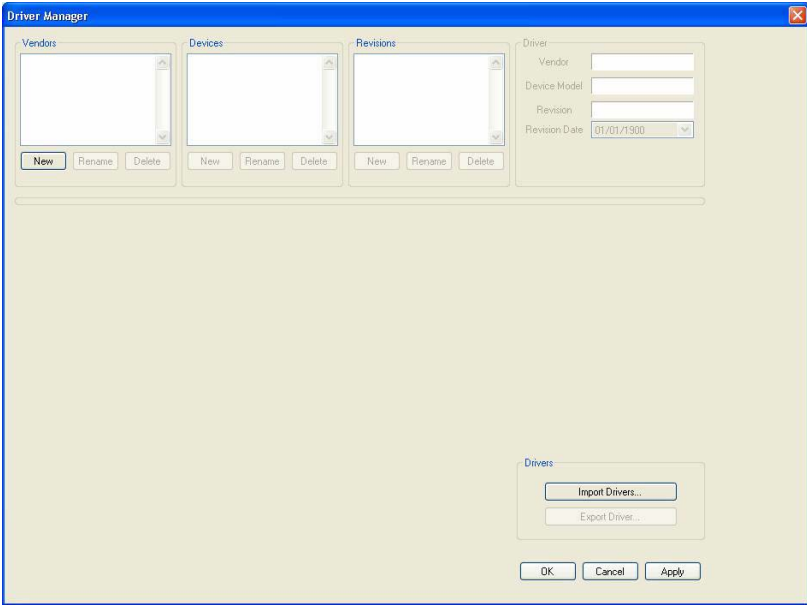 Driver Manager
Vendors
Devices
Revisions
Driver
Vendor
Device Model
Revision
Revision Date 01/01/1900
New Rename Delete
New Rename Delete
New Rename Delete
Drivers
Import Drivers...
Export Driver...
OK Cancel Apply